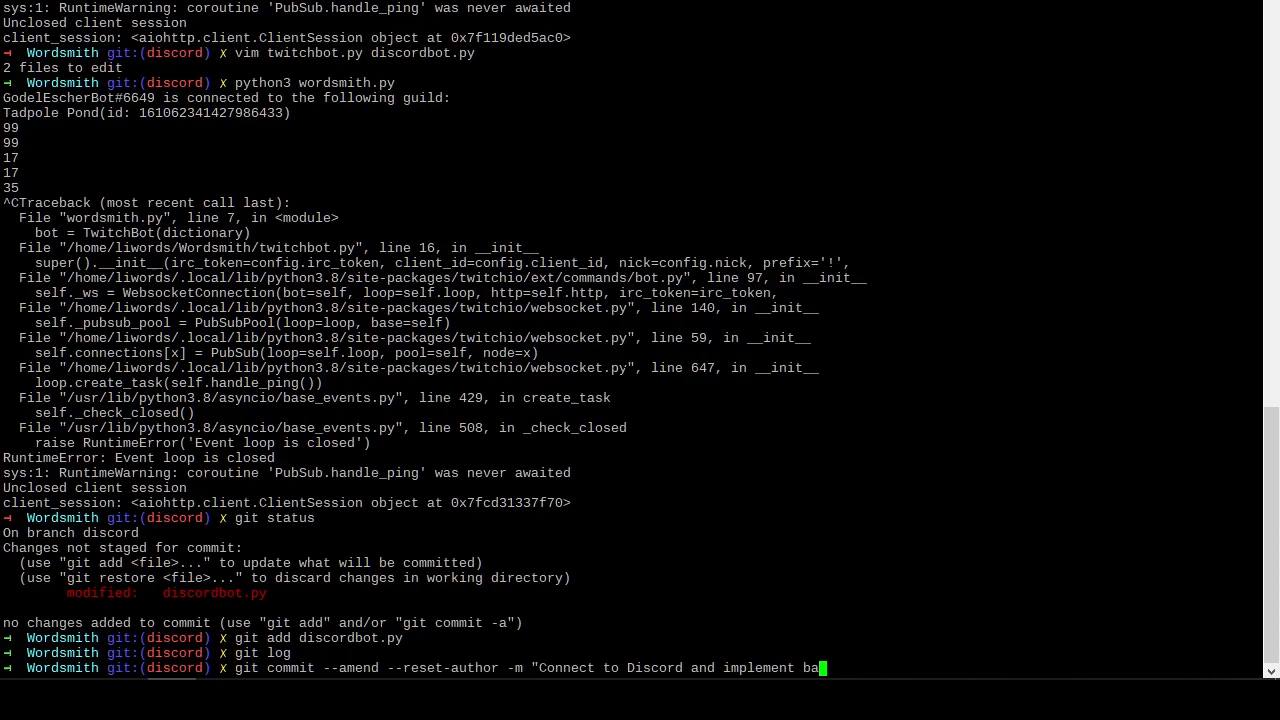 sys:1: RuntimeWarning: coroutine 'PubSub.handle_ping' was never awaited
Unclosed client session
client_session: <aiohttp.client.ClientSession object at 0x7f119ded5ac0>
→  Wordsmith git:(discord) ✗ vim twitchbot.py discordbot.py
2 files to edit
→  Wordsmith git:(discord) ✗ python3 wordsmith.py
GodelEscherBot#6649 is connected to the following guild:
Tadpole Pond(id: 161062341427986433)
99
99
17
17
35
^CTraceback (most recent call last):
  File "wordsmith.py", line 7, in <module>
    bot = TwitchBot(dictionary)
  File "/home/liwords/Wordsmith/twitchbot.py", line 16, in __init__
    super().__init__(irc_token=config.irc_token, client_id=config.client_id, nick=config.nick, prefix='!',
  File "/home/liwords/.local/lib/python3.8/site-packages/twitchio/ext/commands/bot.py", line 97, in __init__
    self._ws = WebsocketConnection(bot=self, loop=self.loop, http=self.http, irc_token=irc_token,
  File "/home/liwords/.local/lib/python3.8/site-packages/twitchio/websocket.py", line 140, in __init__
    self._pubsub_pool = PubSubPool(loop=loop, base=self)
  File "/home/liwords/.local/lib/python3.8/site-packages/twitchio/websocket.py", line 59, in __init__
    self.connections[x] = PubSub(loop=self.loop, pool=self, node=x)
  File "/home/liwords/.local/lib/python3.8/site-packages/twitchio/websocket.py", line 647, in __init__
    loop.create_task(self.handle_ping())
  File "/usr/lib/python3.8/asyncio/base_events.py", line 429, in create_task
    self._check_closed()
  File "/usr/lib/python3.8/asyncio/base_events.py", line 508, in _check_closed
    raise RuntimeError('Event loop is closed')
RuntimeError: Event loop is closed
sys:1: RuntimeWarning: coroutine 'PubSub.handle_ping' was never awaited
Unclosed client session
client_session: <aiohttp.client.ClientSession object at 0x7fcd31337f70>
→  Wordsmith git:(discord) ✗ git status
On branch discord
Changes not staged for commit:
  (use "git add <file>..." to update what will be committed)
  (use "git restore <file>..." to discard changes in working directory)
        modified:   discordbot.py

no changes added to commit (use "git add" and/or "git commit -a")
→  Wordsmith git:(discord) ✗ git add discordbot.py
→  Wordsmith git:(discord) ✗ git log
→  Wordsmith git:(discord) ✗ git commit --amend --reset-author -m "Connect to Discord and implement ba